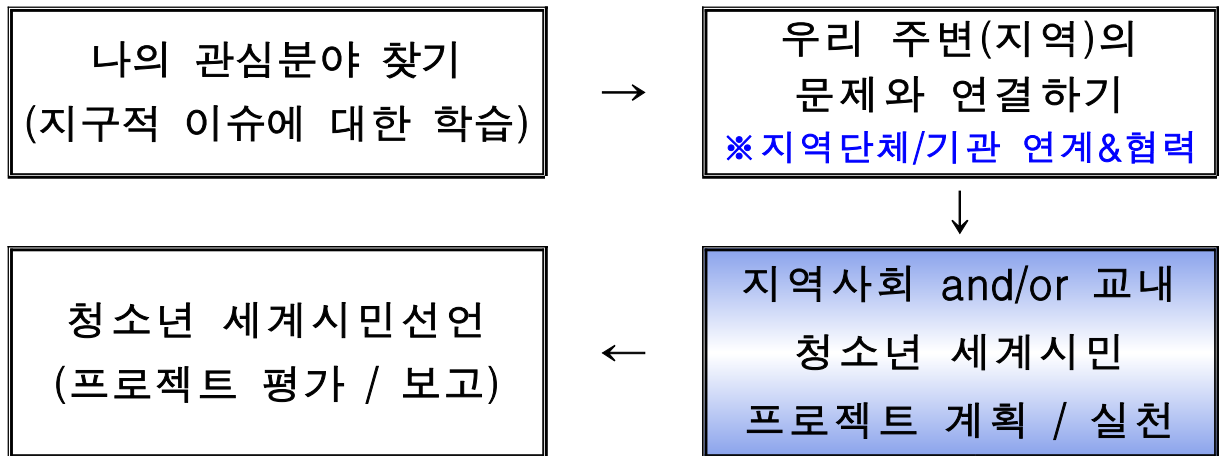 나의 관심분야 찾기
(지구적 이슈에 대한 학습)
→
우리 주변(지역)의
문제와 연결하기
※지역단체/기관 연계&협력
↓
지역사회 and/or 교내
청소년 세계시민
프로젝트 계획 / 실천
←
청소년 세계시민선언
(프로젝트 평가 / 보고)